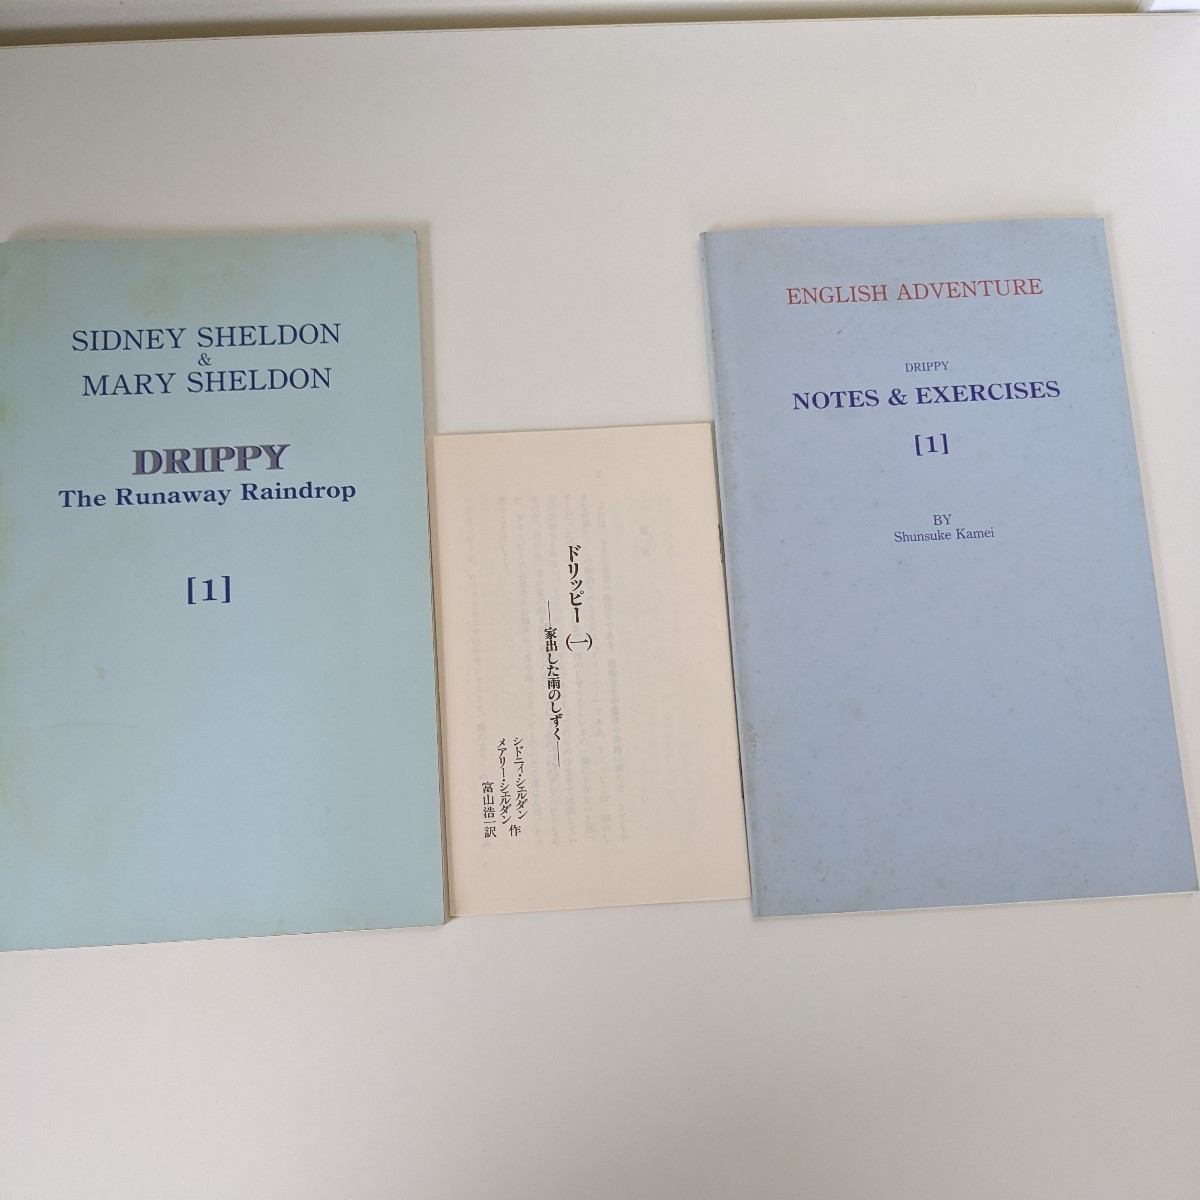 SIDNEY SHELDON
&
MARY SHELDON
DRIPPY
The Runaway Raindrop
[1]
ドリッピー(一)
—家出した雨のしずく—
シドニィ・シェルダン
メアリー・シェルダン 作
富山浩一訳
ENGLISH ADVENTURE
DRIPPY
NOTES & EXERCISES
[1]
BY
Shunsuke Kamei